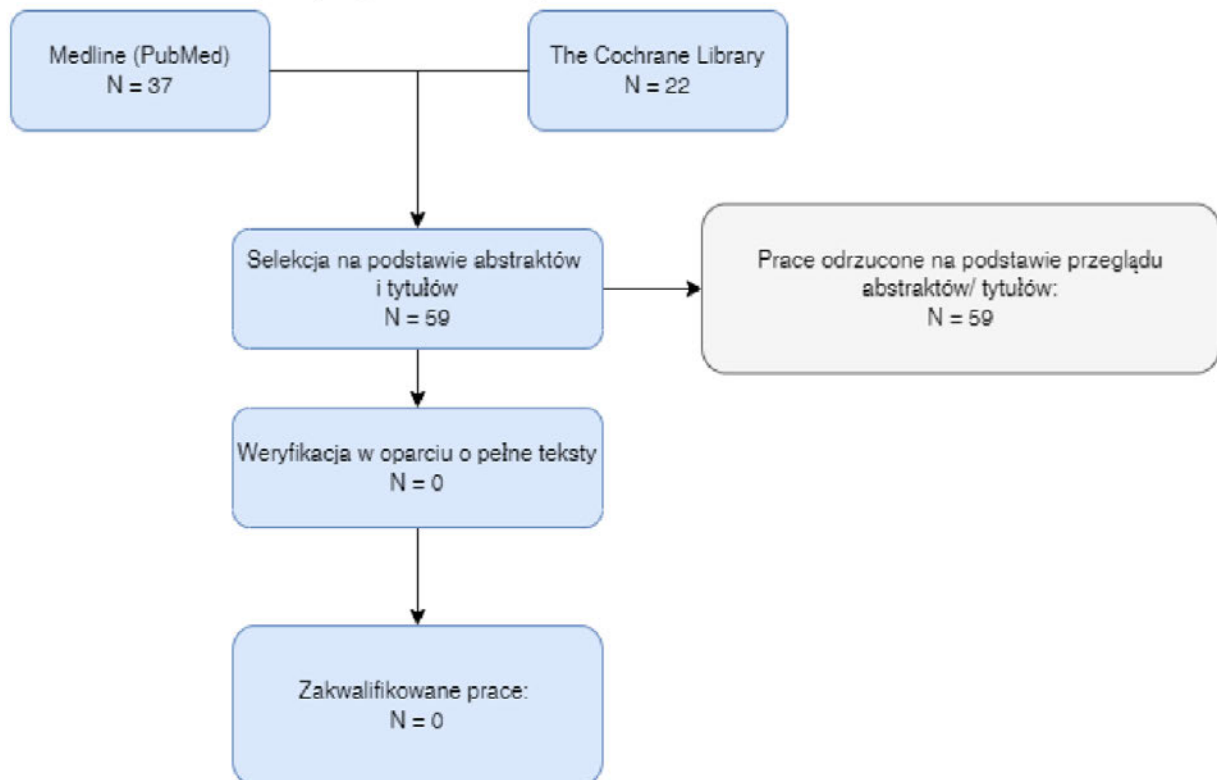 Medline (PubMed)
N = 37
The Cochrane Library
N = 22
Selekcja na podstawie abstraktów
i tytułów
N = 59
Prace odrzucone na podstawie przeglądu
abstraktów/ tytułów:
N = 59
Weryfikacja w oparciu o pełne teksty
N = 0
Zakwalifikowane prace:
N = 0